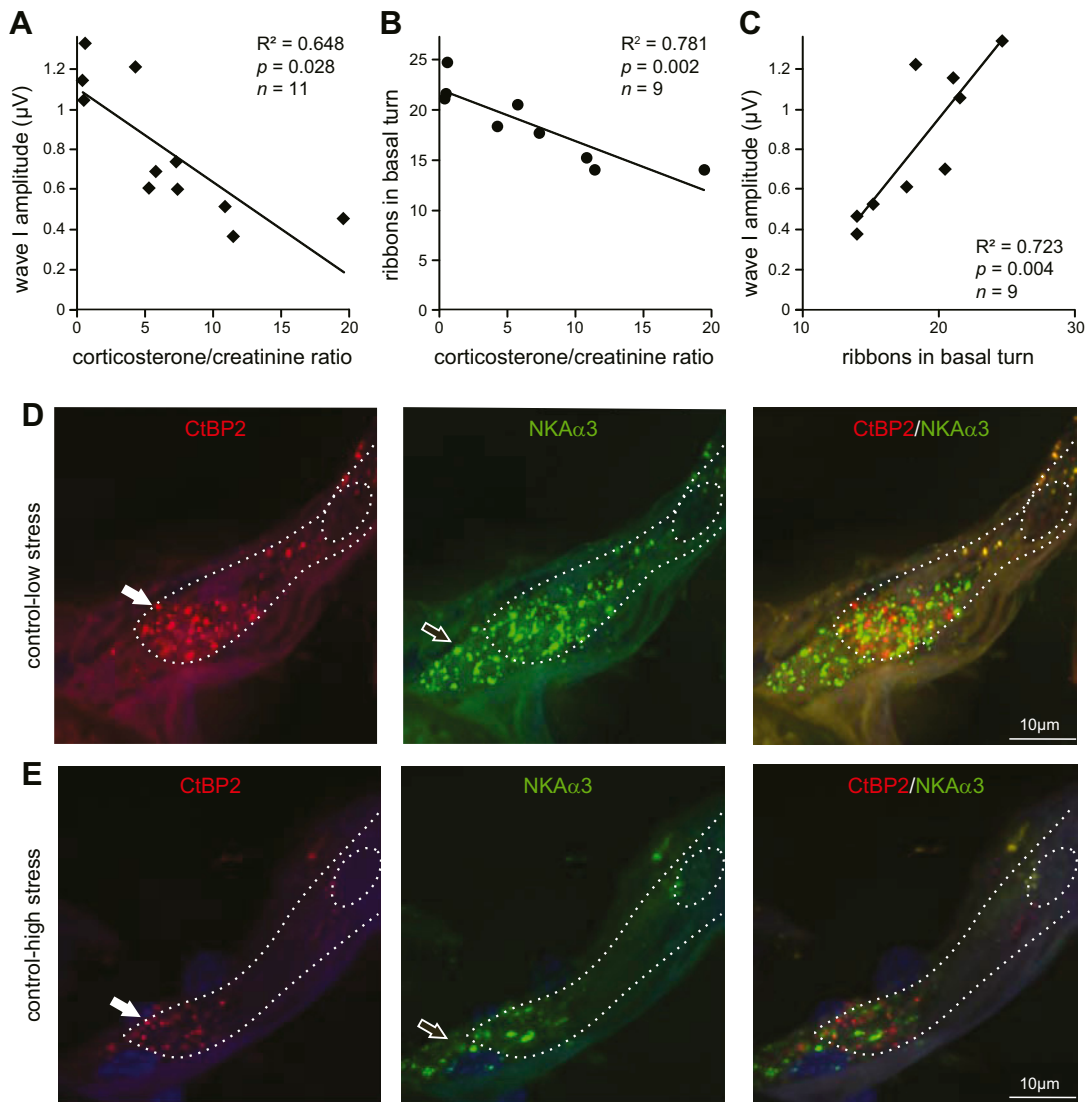 A
R² = 0.648
p = 0.028
n = 11
wave I amplitude (µV)
1.2
1
0.8
0.6
0.4
0.2
0
0
5
10
15
20
corticosterone/creatinine ratio
B
R² = 0.781
p = 0.002
n = 9
ribbons in basal turn
25
20
15
10
5
0
0
5
10
15
20
corticosterone/creatinine ratio
C
wave I amplitude (µV)
1.2
1
0.8
0.6
0.4
0.2
0
R² = 0.723
p = 0.004
n = 9
10
20
30
ribbons in basal turn
D
control-low stress
CtBP2
NKAα3
CtBP2/NKAα3
10µm
E
control-high stress
CtBP2
NKAα3
CtBP2/NKAα3
10µm